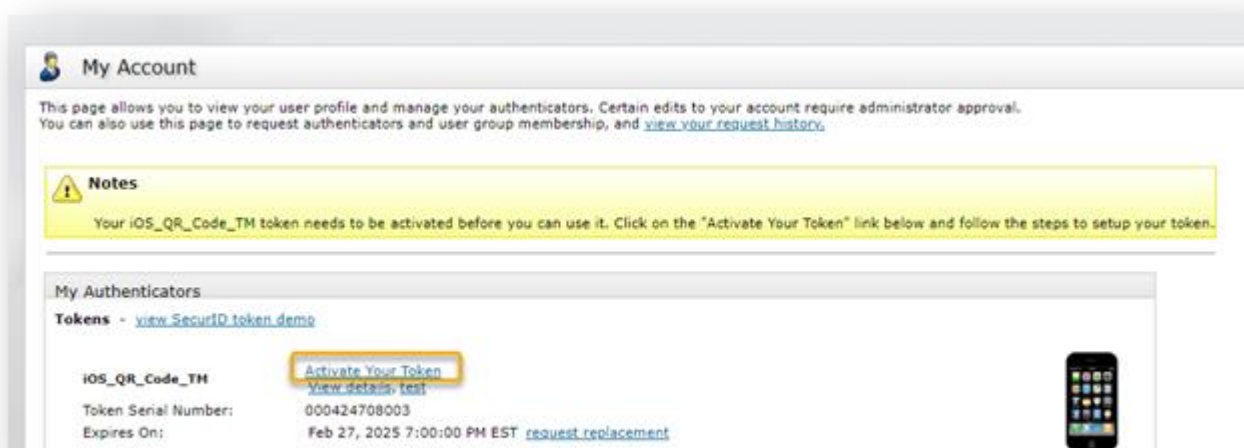 My Account
This page allows you to view your user profile and manage your authenticators. Certain edits to your account require administrator approval.
You can also use this page to request authenticators and user group membership, and view your request history.
Notes
Your iOS_QR_Code_TM token needs to be activated before you can use it. Click on the "Activate Your Token" link below and follow the steps to setup your token.
My Authenticators
Tokens - view SecurID token demo
iOS_QR_Code_TM Activate Your Token
View details, test
Token Serial Number: 000424708003
Expires On: Feb 27, 2025 7:00:00 PM EST request replacement